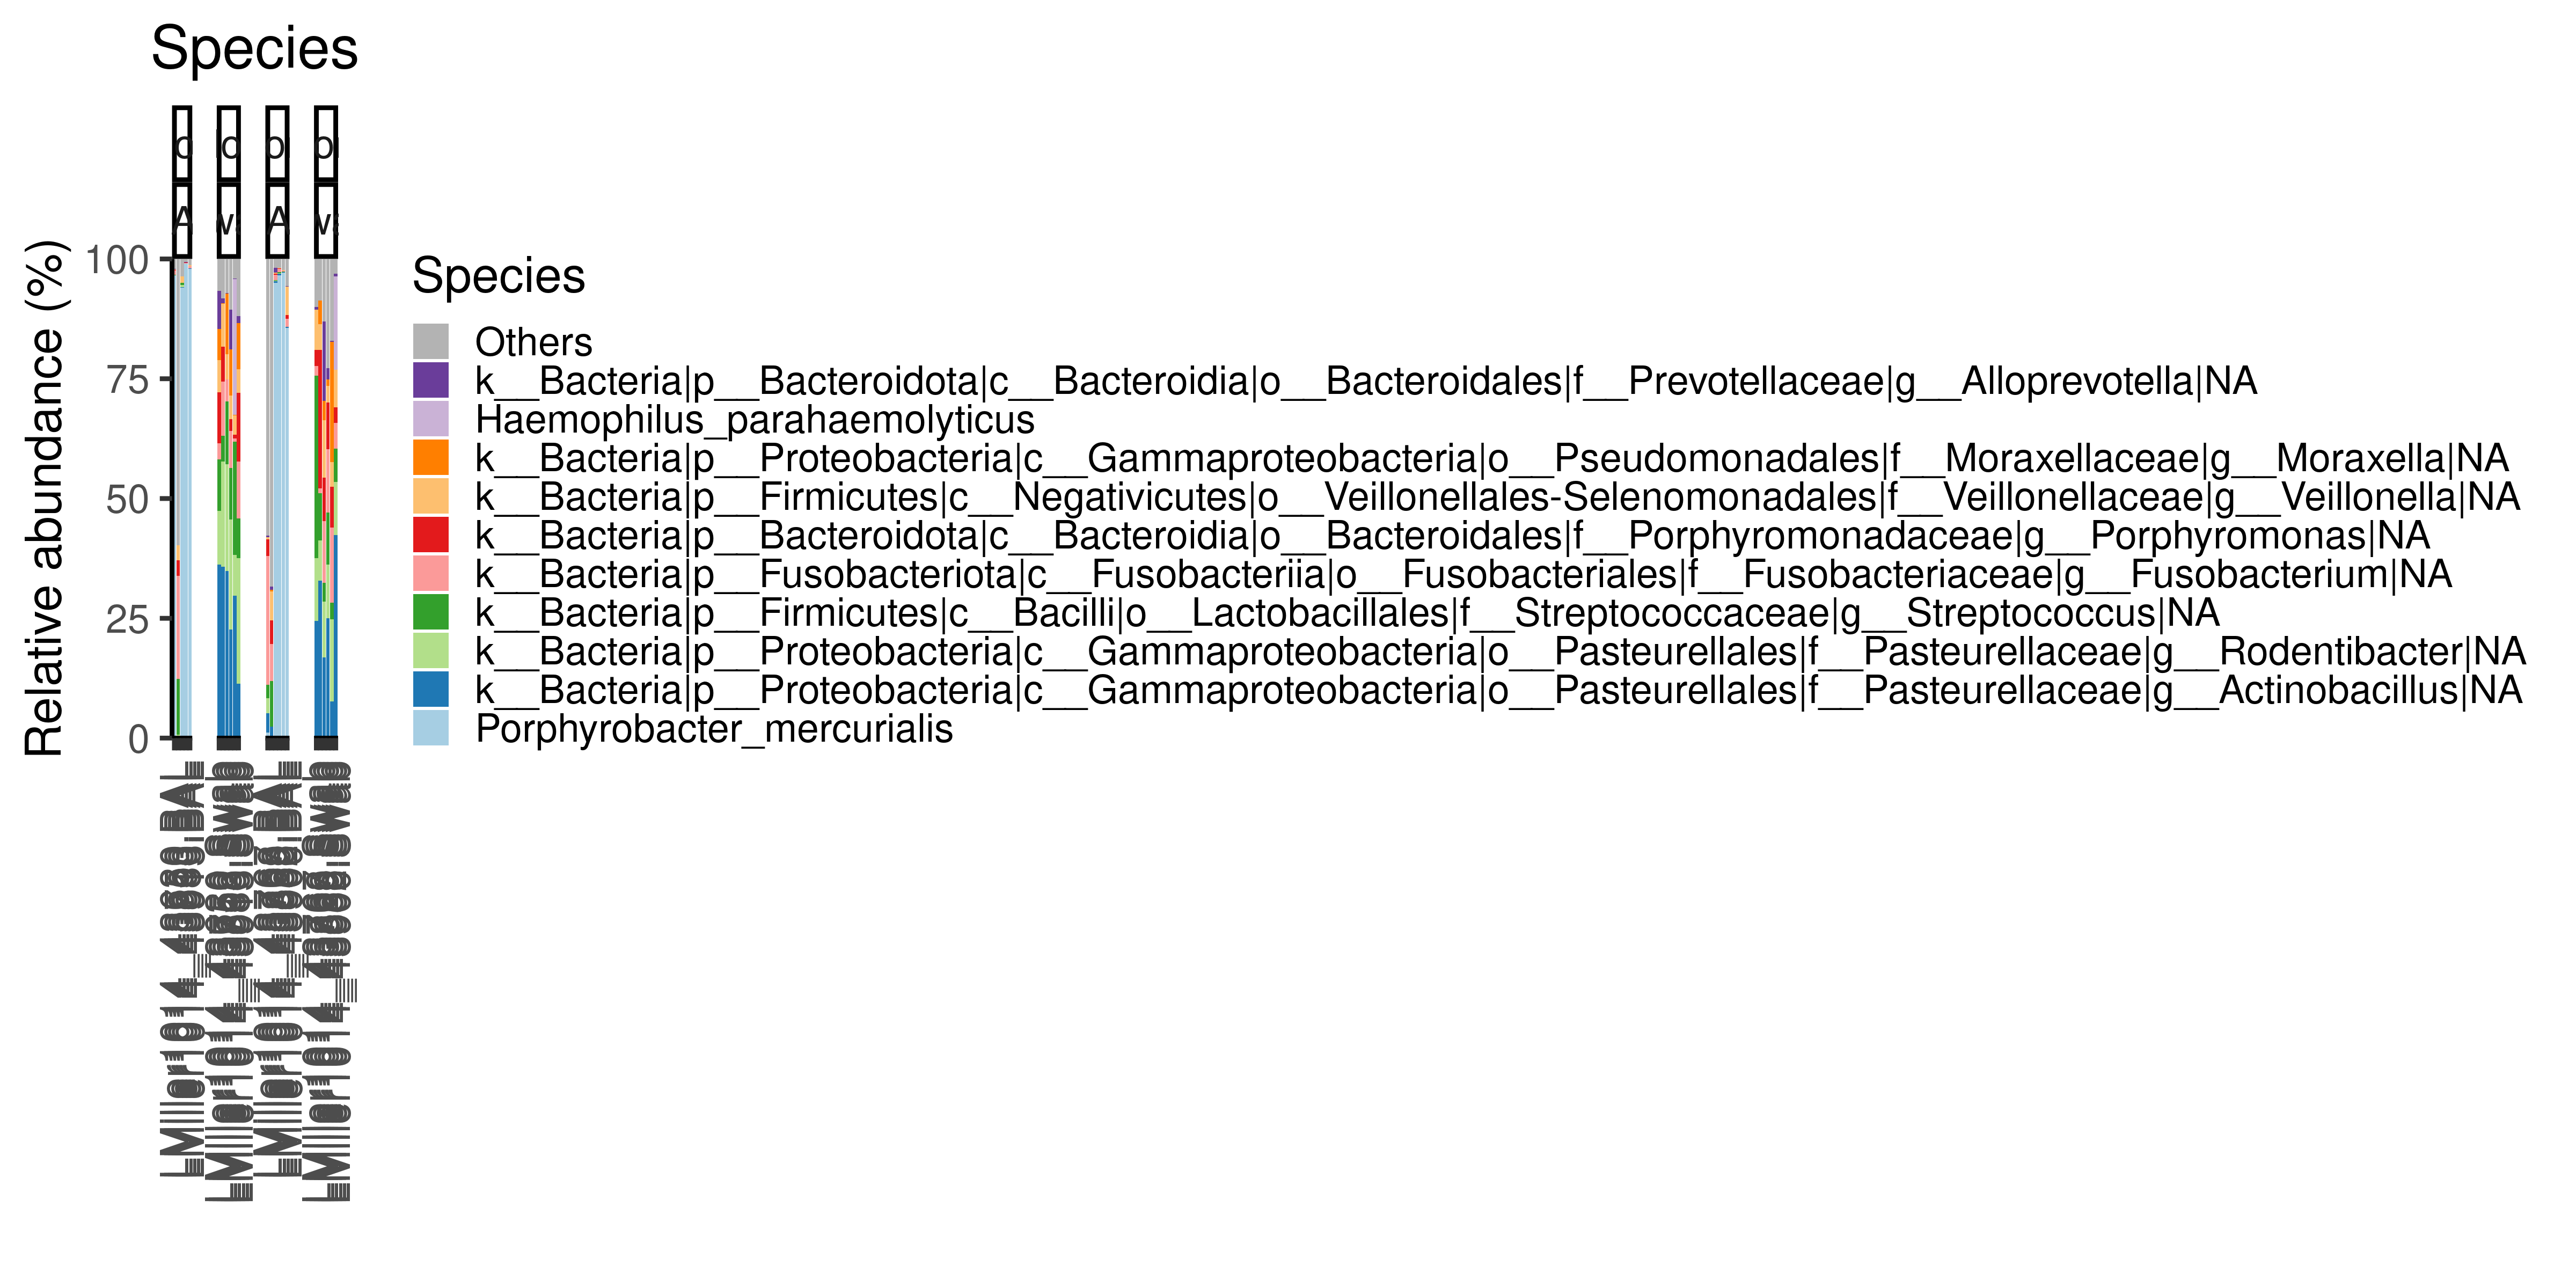 Species
A
A
Relative abundance (%)
100
75
50
25
0
Species
Others
k__Bacteria|p__Bacteroidota|c__Bacteroidia|o__Bacteroidales|f__Prevotellaceae|g__Alloprevotella|NA
Haemophilus_parahaemolyticus
k__Bacteria|p__Proteobacteria|c__Gammaproteobacteria|o__Pseudomonadales|f__Moraxellaceae|g__Moraxella|NA
k__Bacteria|p__Firmicutes|c__Negativicutes|o__Veillonellales-Selenomonadales|f__Veillonellaceae|g__Veillonella|NA
k__Bacteria|p__Bacteroidota|c__Bacteroidia|o__Bacteroidales|f__Porphyromonadaceae|g__Porphyromonas|NA
k__Bacteria|p__Fusobacteriota|c__Fusobacteriia|o__Fusobacteriales|f__Fusobacteriaceae|g__Fusobacterium|NA
k__Bacteria|p__Firmicutes|c__Bacilli|o__Lactobacillales|f__Streptococcaceae|g__Streptococcus|NA
k__Bacteria|p__Proteobacteria|c__Gammaproteobacteria|o__Pasteurellales|f__Pasteurellaceae|g__Rodentibacter|NA
k__Bacteria|p__Proteobacteria|c__Gammaproteobacteria|o__Pasteurellales|f__Pasteurellaceae|g__Actinobacillus|NA
Porphyrobacter_mercurialis